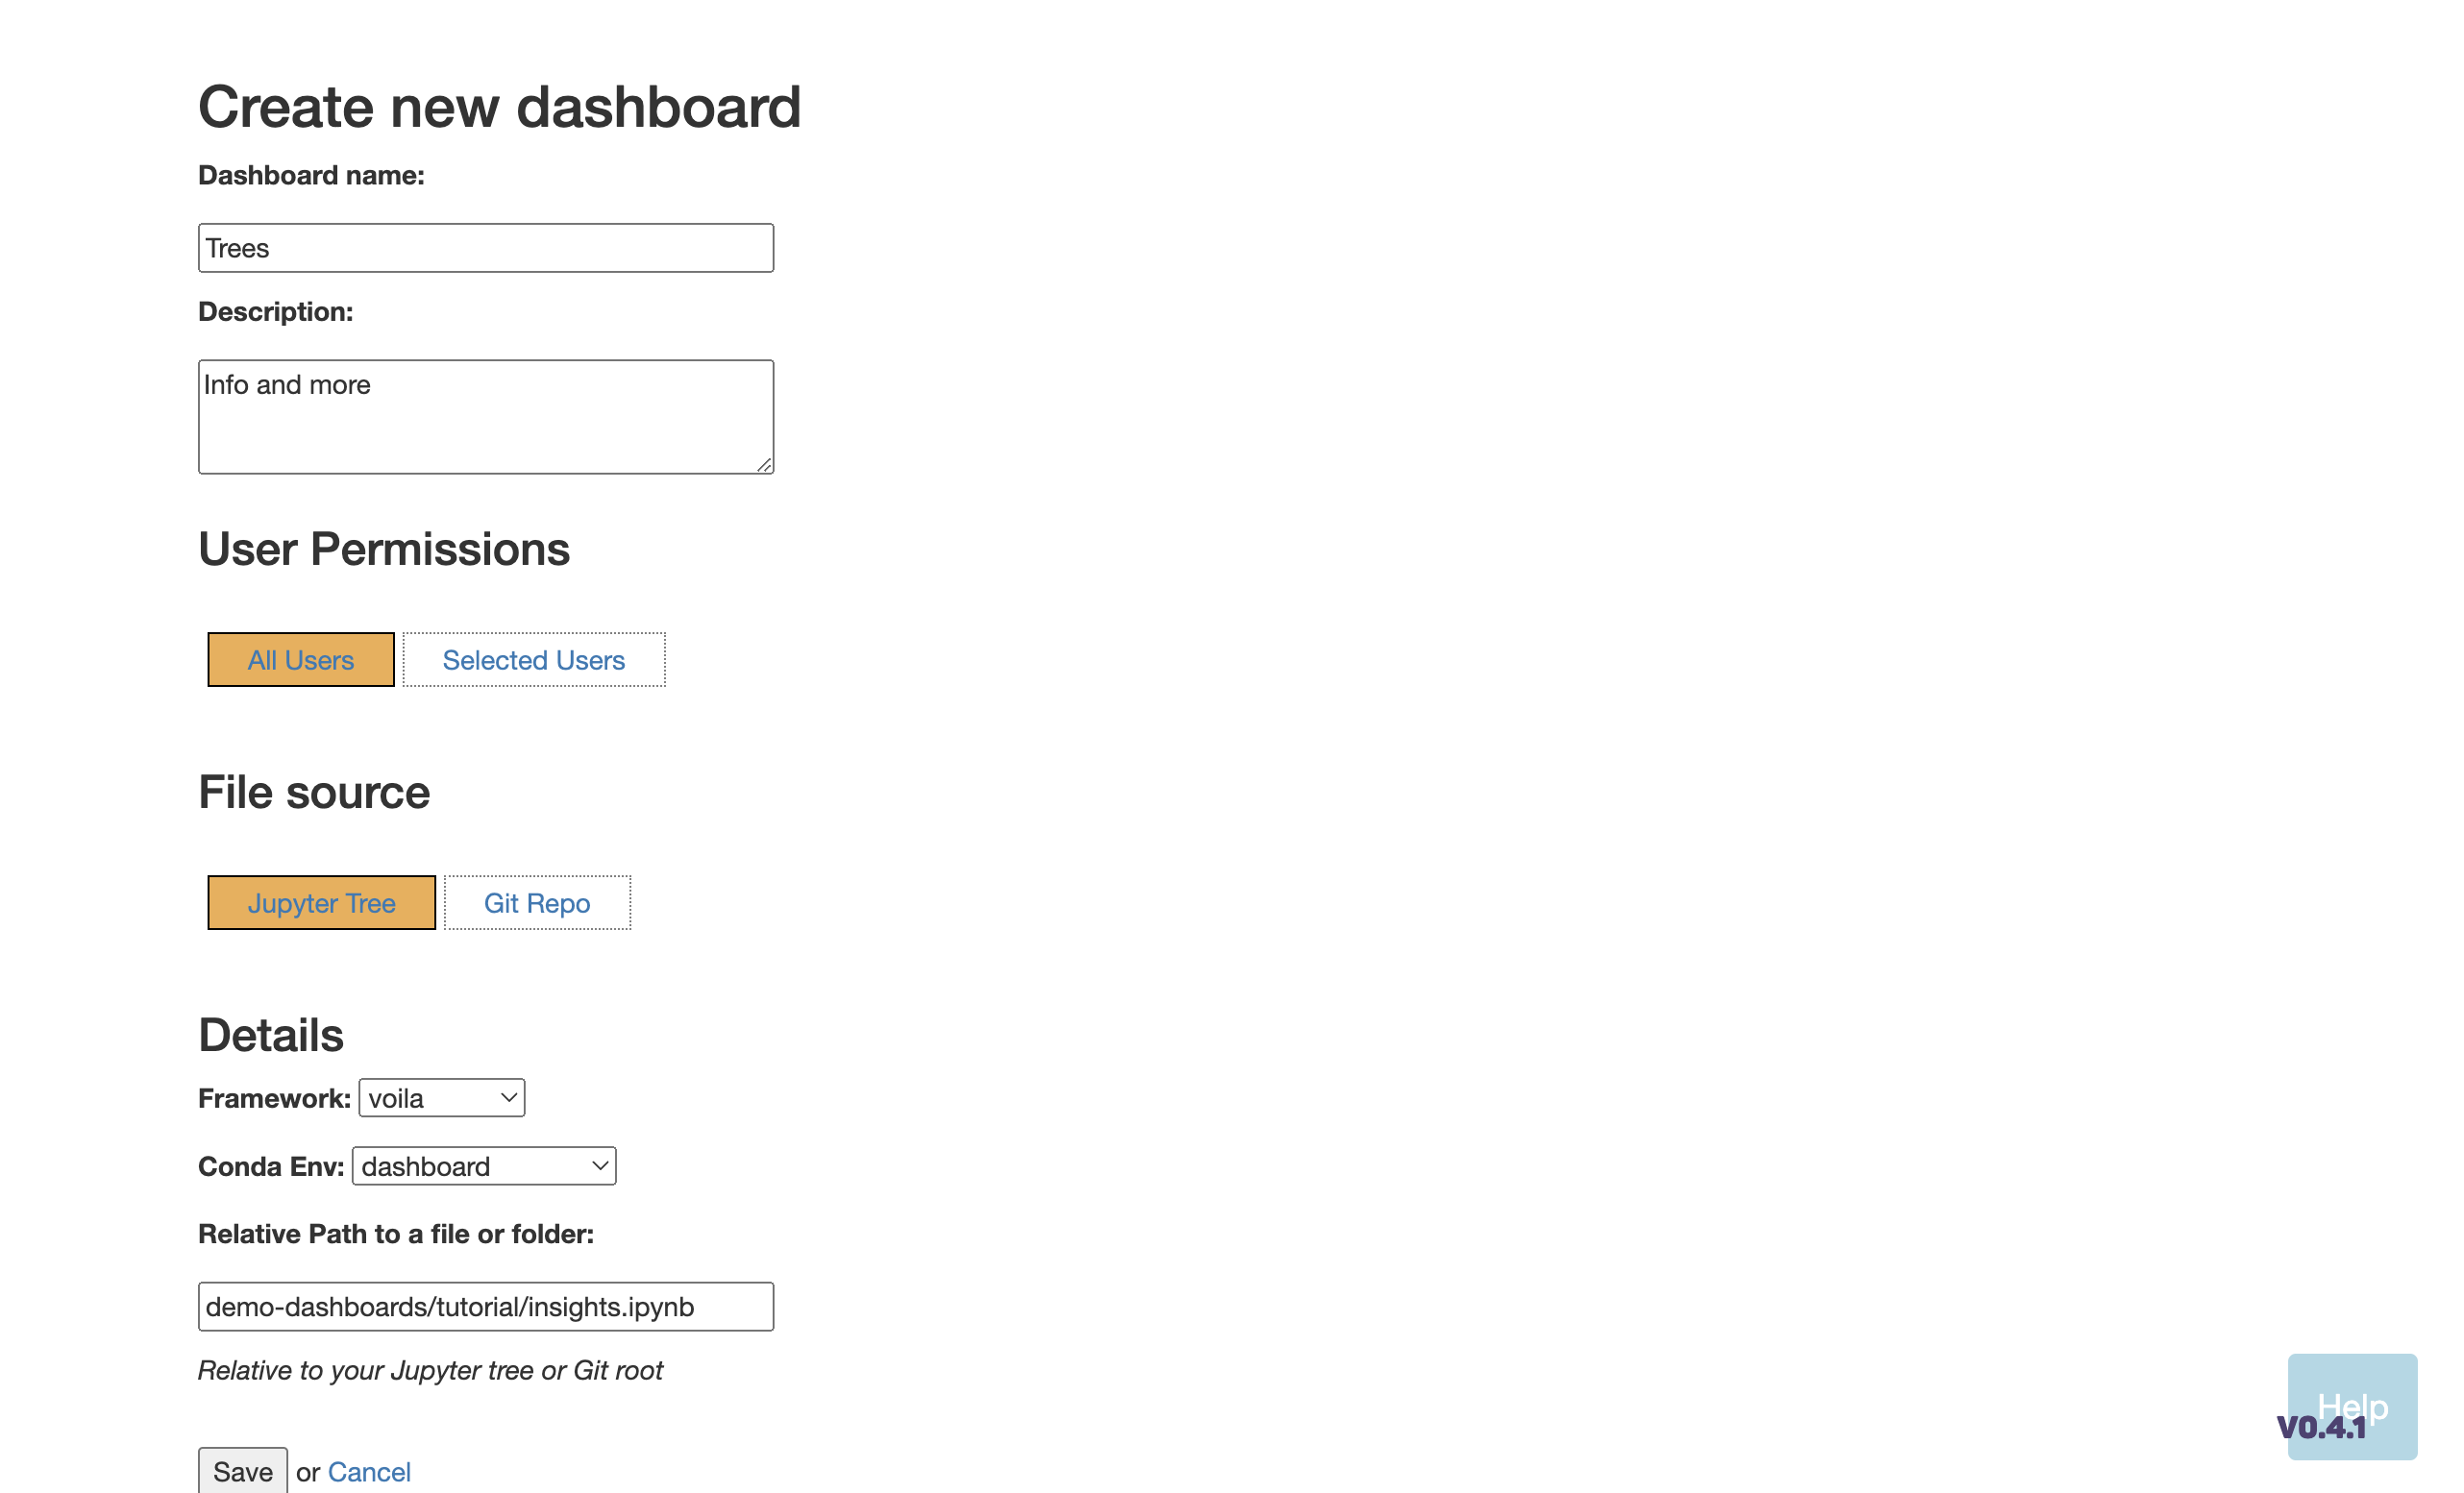 Create new dashboard
Dashboard name:
Trees
Description:
Info and more
User Permissions
All Users Selected Users
File source
Jupyter Tree Git Repo
Details
Framework: voila
Conda Env: dashboard
Relative Path to a file or folder:
demo-dashboards/tutorial/insights.ipynb
Relative to your Jupyter tree or Git root
Help
V0.4.1
Save or Cancel